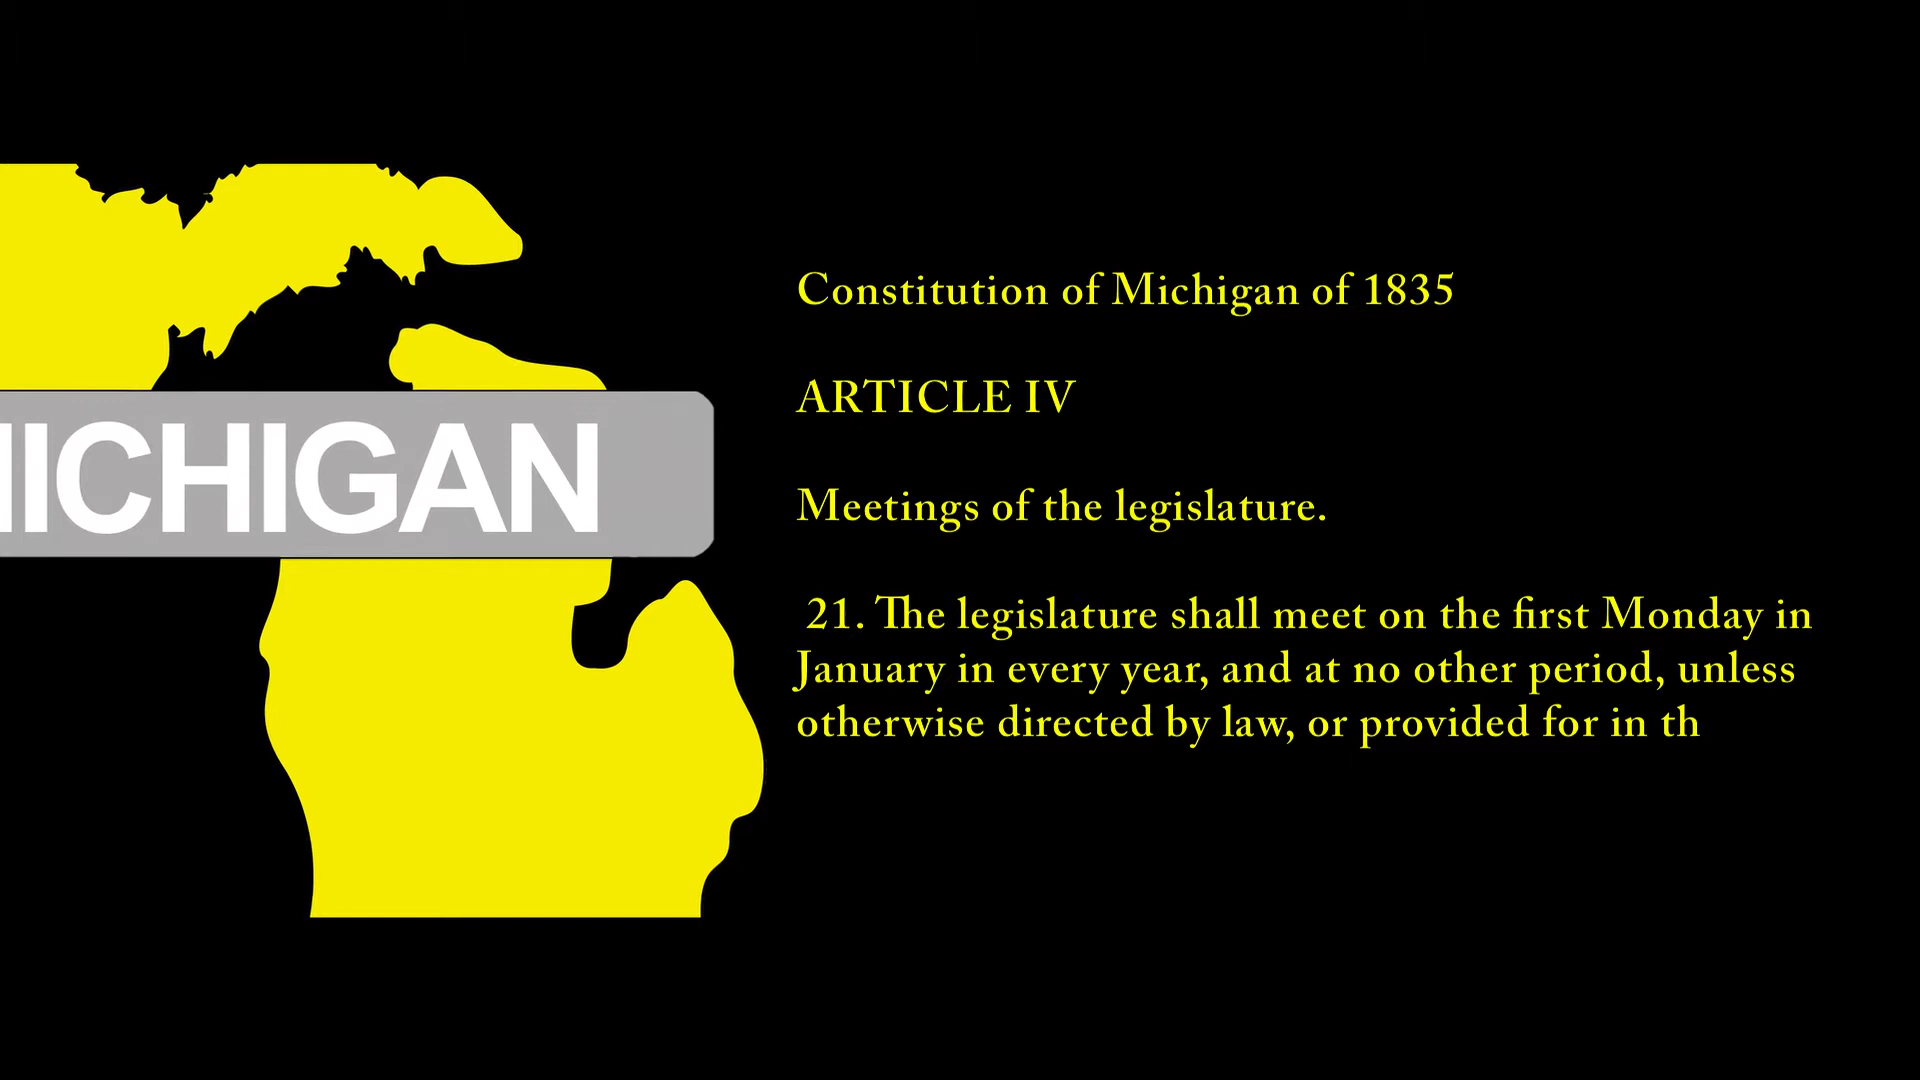 MICHIGAN
Constitution of Michigan of 1835
ARTICLE IV
Meetings of the legislature.
21. The legislature shall meet on the first Monday in
January in every year, and at no other period, unless
otherwise directed by law, or provided for in th